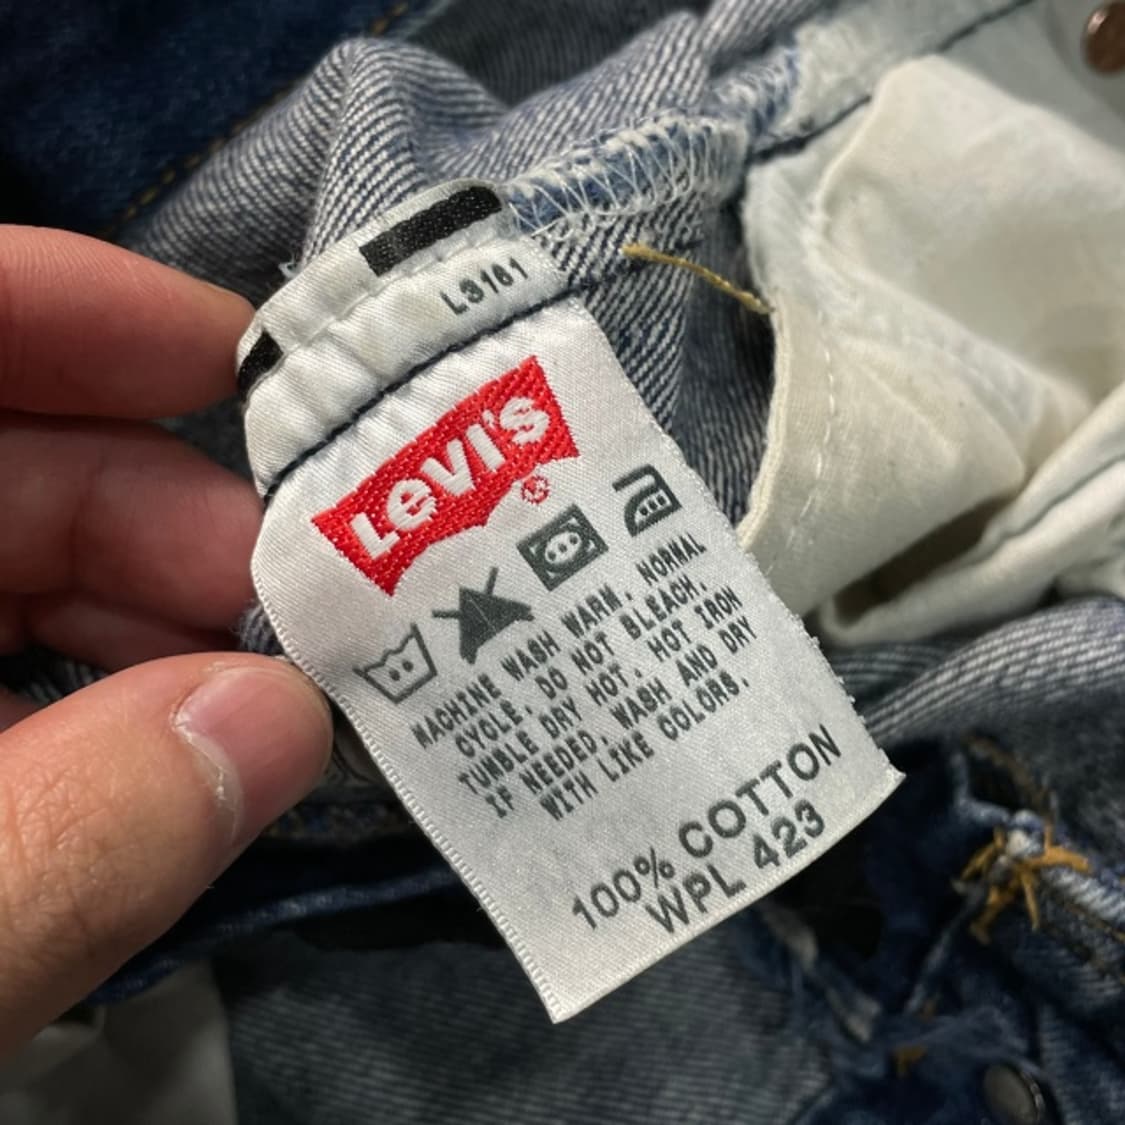 L3161
Levi's
®
MACHINE WASH WARM, NORMAL
CYCLE. DO NOT BLEACH.
TUMBLE DRY HOT. HOT IRON
IF NEEDED. WASH AND DRY
WITH LIKE COLORS.
100% COTTON
WPL 423